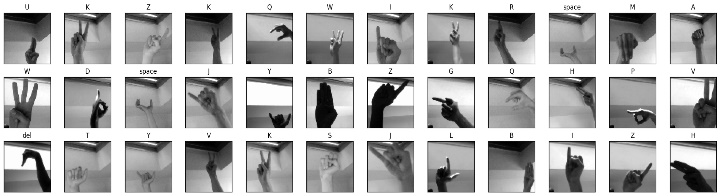 U K Z K Q W I K R space M A
W D space J Y B Z G Q H P V
del T Y V K S J L B I Z H